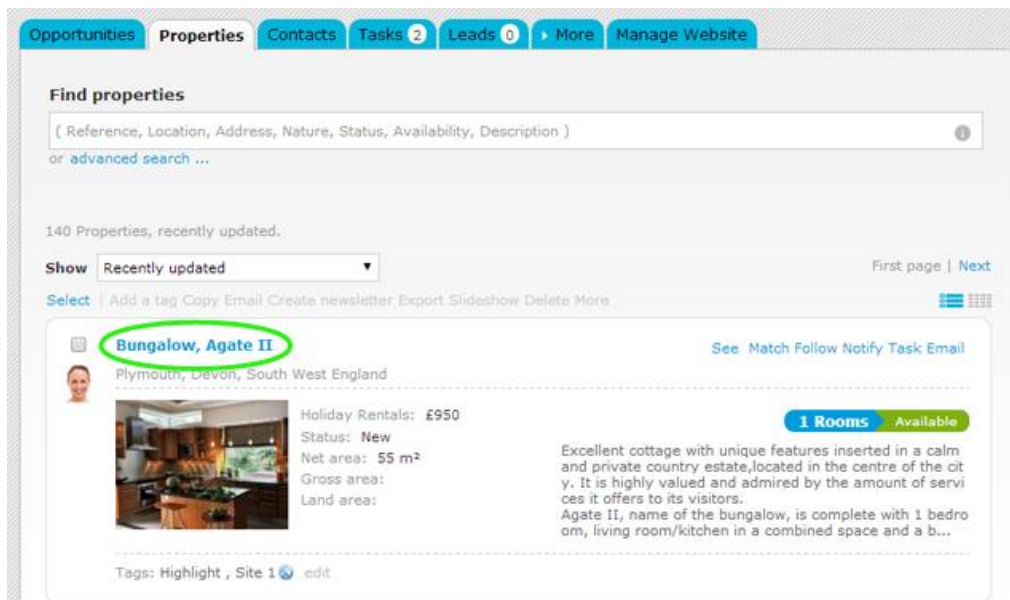 Opportunities Properties Contacts Tasks 2 Leads 0 More Manage Website
Find properties
( Reference, Location, Address, Nature, Status, Availability, Description )
or advanced search ...
140 Properties, recently updated.
Show Recently updated First page | Next
Select | Add a tag Copy Email Create newsletter Export Slideshow Delete More
Bungalow, Agate II See Match Follow Notify Task Email
Plymouth, Devon, South West England
Holiday Rentals: £950
Status: New
Net area: 55 m²
Gross area:
Land area:
1 Rooms Available
Excellent cottage with unique features inserted in a calm
and private country estate,located in the centre of the cit
y. It is highly valued and admired by the amount of servi
ces it offers to its visitors.
Agate II, name of the bungalow, is complete with 1 bedro
om, living room/kitchen in a combined space and a b...
Tags: Highlight , Site 1 edit